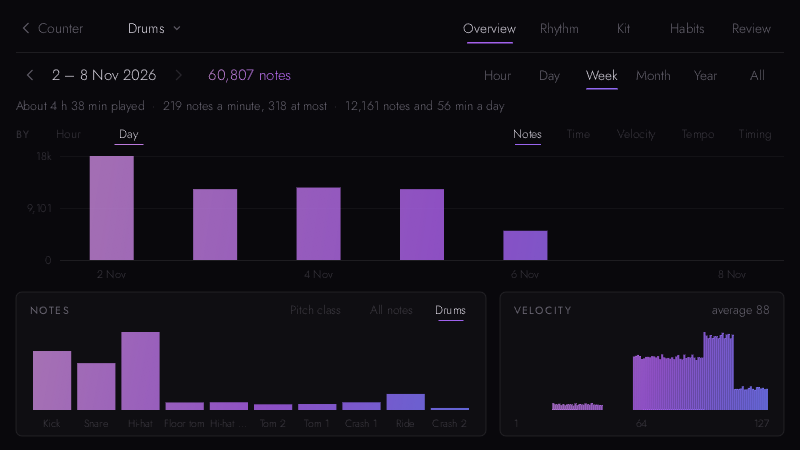 Counter Drums Overview Rhythm Kit Habits Review
2 – 8 Nov 2026 60,807 notes Hour Day Week Month Year All
About 4 h 38 min played · 219 notes a minute, 318 at most · 12,161 notes and 56 min a day
BY Hour Day Notes Time Velocity Tempo Timing
18k
9,101
0
2 Nov 4 Nov 6 Nov 8 Nov
NOTES Pitch class All notes Drums
Kick Snare Hi-hat Floor tom Hi-hat ... Tom 2 Tom 1 Crash 1 Ride Crash 2
VELOCITY average 88
1 64 127